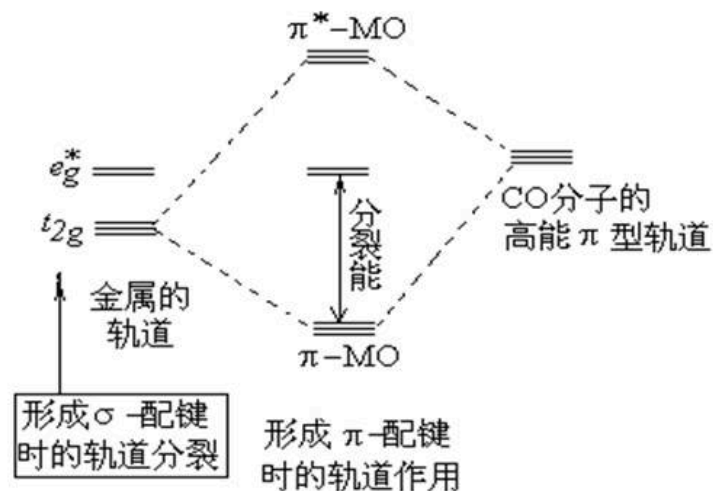 π*-MO
eg*
t2g
金属的
轨道
分裂能
π-MO
CO分子的
高能π型轨道
形成σ-配键
时的轨道分裂
形成π-配键
时的轨道作用